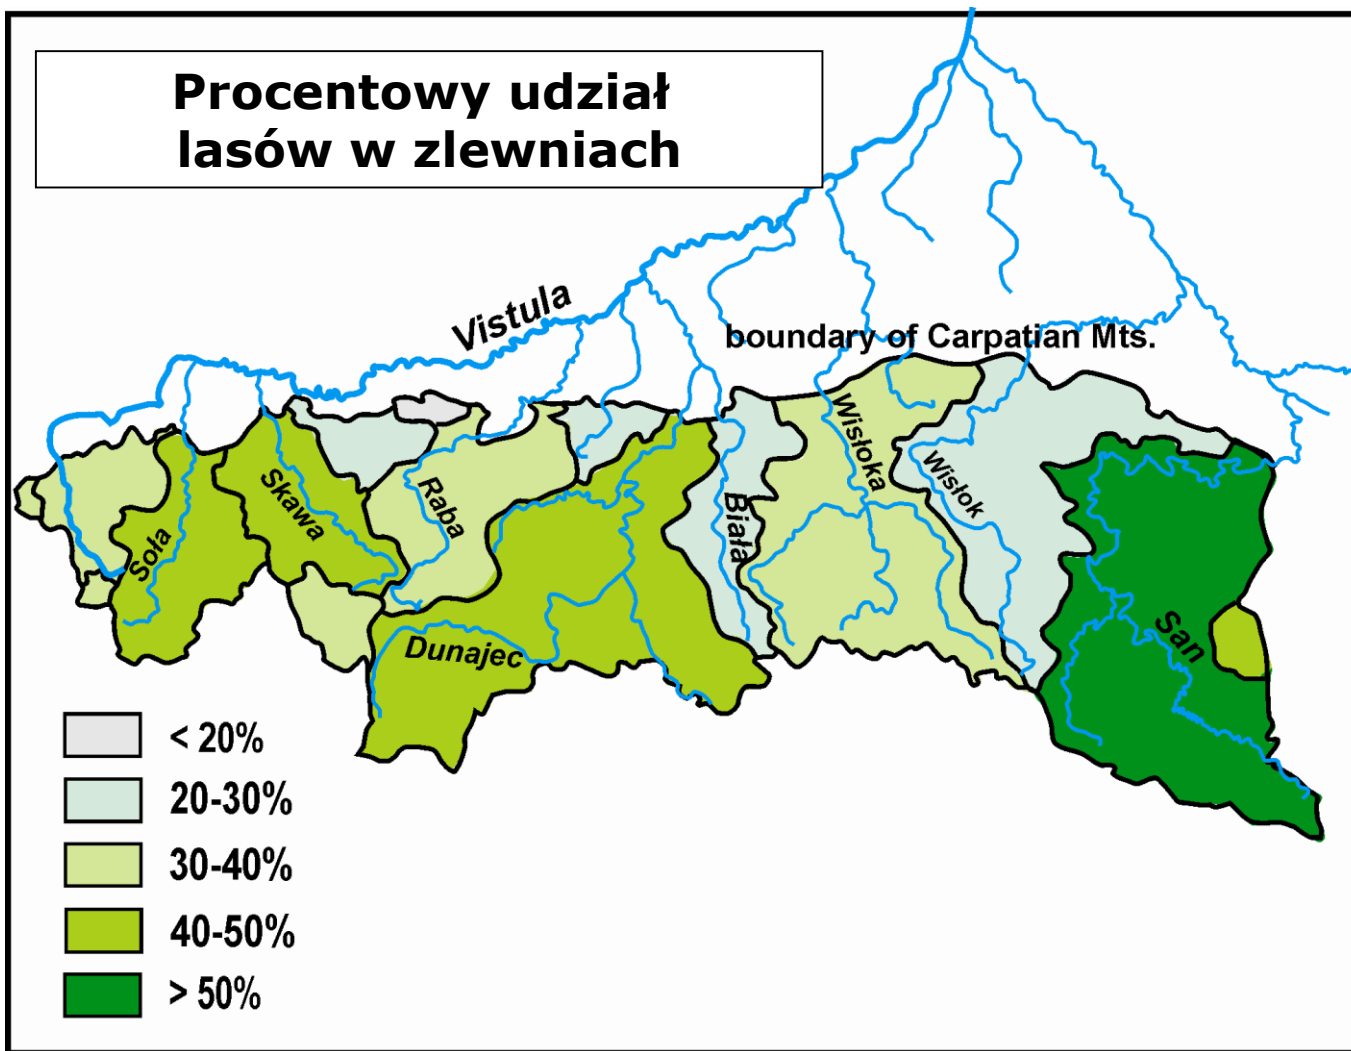 Procentowy udział
lasów w zlewniach
Vistula
boundary of Carpatian Mts.
Soła
Skawa
Raba
Dunajec
Biała
Wisłoka
Wisłok
San
< 20%
20-30%
30-40%
40-50%
> 50%